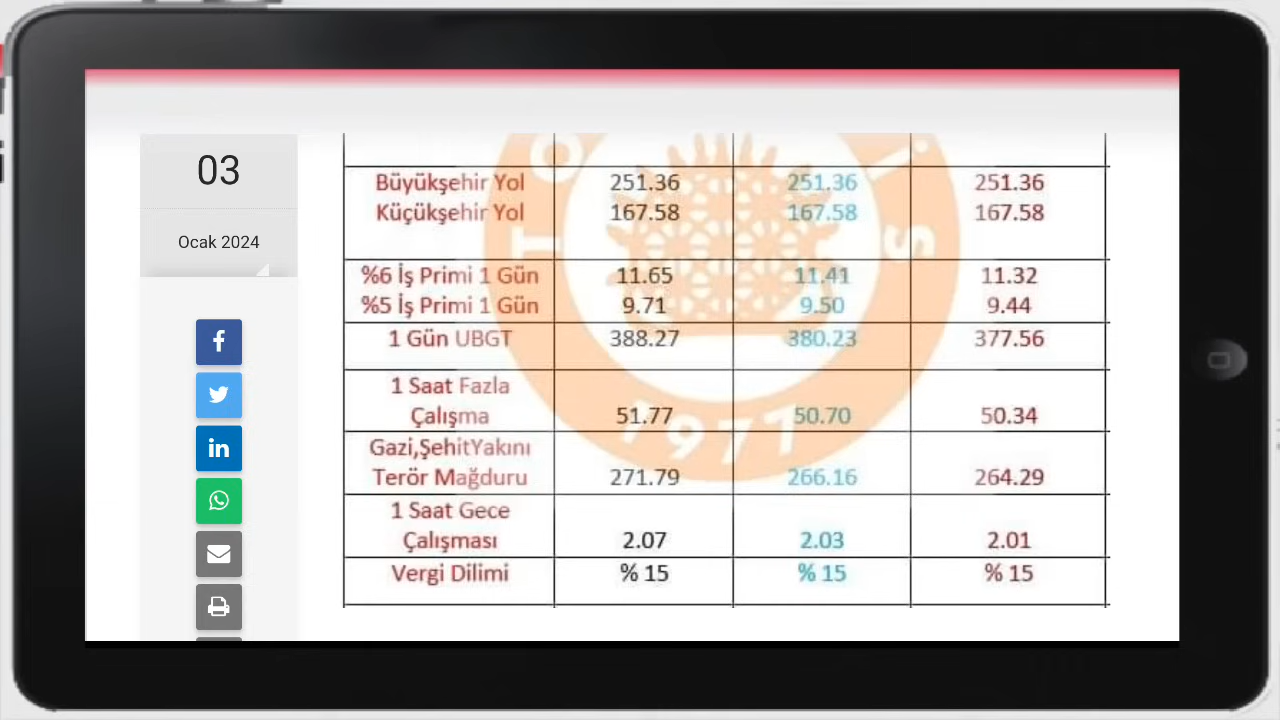 03
Ocak 2024
Büyükşehir Yol 251.36 251.36 251.36
Küçükşehir Yol 167.58 167.58 167.58
%6 İş Primi 1 Gün 11.65 11.41 11.32
%5 İş Primi 1 Gün 9.71 9.50 9.44
1 Gün UBGT 388.27 380.23 377.56
1 Saat Fazla
Çalışma 51.77 50.70 50.34
Gazi,ŞehitYakını
Terör Mağduru 271.79 266.16 264.29
1 Saat Gece
Çalışması 2.07 2.03 2.01
Vergi Dilimi % 15 % 15 % 15
1977